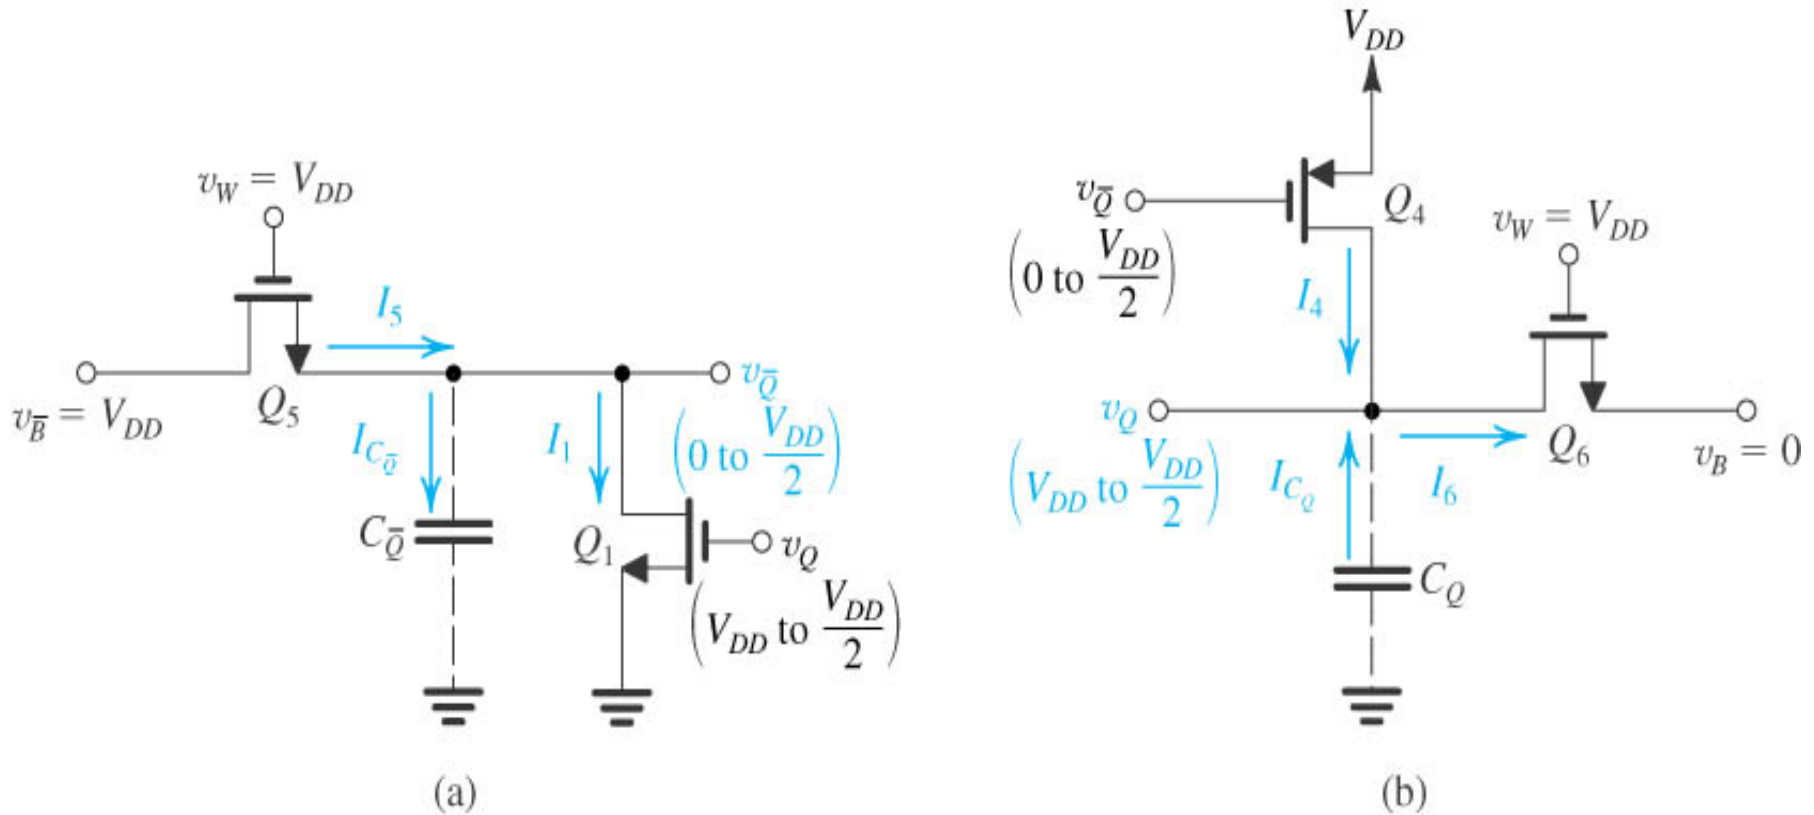 v_W = V_DD
I_5
Q_5
v_B̅ = V_DD
I_C_Q̅
I_1
v_Q̅
(0 to V_DD/2)
C_Q̅
Q_1
v_Q
(V_DD to V_DD/2)
(a)
V_DD
v_Q̅
(0 to V_DD/2)
Q_4
v_W = V_DD
I_4
v_Q
(V_DD to V_DD/2)
I_C_Q
I_6
Q_6
v_B = 0
C_Q
(b)